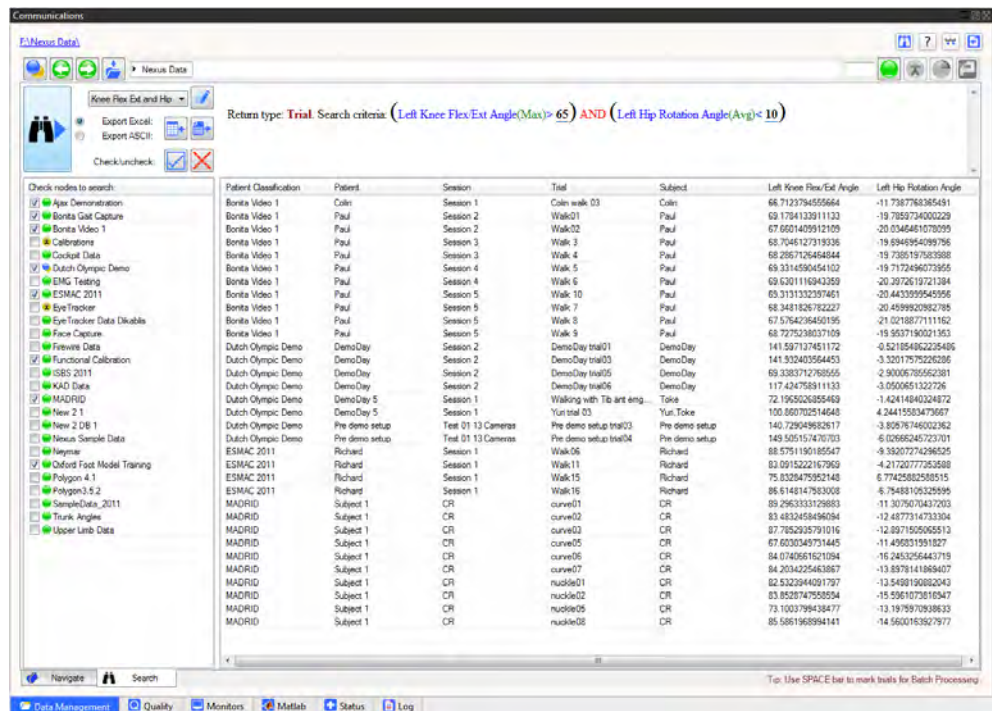 Communications
F:\Nexus Data\
Nexus Data
Knee Flex Ext and Hip
Export Excel:
Export ASCII:
Check/uncheck:
Return type: Trial. Search criteria: (Left Knee Flex/Ext Angle(Max)> 65) AND (Left Hip Rotation Angle(Avg)< 10)
Check nodes to search:
Ajax Demonstration
Bonita Gait Capture
Bonita Video 1
Calibrations
Cockpit Data
Dutch Olympic Demo
EMG Testing
ESMAC 2011
EyeTracker
EyeTracker Data Dikablis
Face Capture
Firewire Data
Functional Calibration
ISBS 2011
KAD Data
MADRID
New 2 1
New 2 DB 1
Nexus Sample Data
Neymar
Oxford Foot Model Training
Polygon 4.1
Polygon3.5.2
SampleData_2011
Trunk Angles
Upper Limb Data
Patient Classification Patient Session Trial Subject Left Knee Flex/Ext Angle Left Hip Rotation Angle
Bonita Video 1 Colin Session 1 Colin walk 03 Colin 66.7123794555664 -11.7387768365491
Bonita Video 1 Paul Session 2 Walk01 Paul 69.1784133911133 -19.7859734000229
Bonita Video 1 Paul Session 2 Walk02 Paul 67.6601409912109 -20.0346461078099
Bonita Video 1 Paul Session 3 Walk 3 Paul 68.7046127319336 -19.6946954099756
Bonita Video 1 Paul Session 3 Walk 4 Paul 68.2867126464844 -19.7385197583988
Bonita Video 1 Paul Session 4 Walk 5 Paul 69.3314590454102 -19.7172496073955
Bonita Video 1 Paul Session 4 Walk 6 Paul 69.6301116943359 -20.3972619721384
Bonita Video 1 Paul Session 5 Walk 10 Paul 69.3131332397461 -20.4433999545956
Bonita Video 1 Paul Session 5 Walk 7 Paul 68.3481826782227 -20.4599920982785
Bonita Video 1 Paul Session 5 Walk 8 Paul 67.5764236450195 -21.0218877111162
Bonita Video 1 Paul Session 5 Walk 9 Paul 68.7275238037109 -19.9537190021353
Dutch Olympic Demo DemoDay Session 2 DemoDay trial01 DemoDay 141.597137451172 -0.521854862235486
Dutch Olympic Demo DemoDay Session 2 DemoDay trial03 DemoDay 141.932403564453 -3.32017575226286
Dutch Olympic Demo DemoDay Session 2 DemoDay trial05 DemoDay 69.3383712768555 -2.90006785562381
Dutch Olympic Demo DemoDay Session 2 DemoDay trial06 DemoDay 117.424758911133 -3.0500651322726
Dutch Olympic Demo DemoDay 5 Session 1 Walking with Tib ant emg... Toke 72.1965026855469 -1.42414840324872
Dutch Olympic Demo DemoDay 5 Session 1 Yuri trial 03 Yuri.Toke 100.860702514648 4.24415583473667
Dutch Olympic Demo Pre demo setup Test 01 13 Cameras Pre demo setup trial03 Pre demo setup 140.729049682617 -3.80576746002362
Dutch Olympic Demo Pre demo setup Test 01 13 Cameras Pre demo setup trial04 Pre demo setup 149.505157470703 -6.02666245723701
ESMAC 2011 Richard Session 1 Walk06 Richard 88.5751190185547 -9.39207274296525
ESMAC 2011 Richard Session 1 Walk11 Richard 83.0915222167969 -4.21720777353588
ESMAC 2011 Richard Session 1 Walk15 Richard 75.8328475952148 6.77425882588515
ESMAC 2011 Richard Session 1 Walk16 Richard 86.6148147583008 -6.75488105325595
MADRID Subject 1 CR curve01 CR 89.2963333129883 -11.3075070437203
MADRID Subject 1 CR curve02 CR 83.4832458496094 -12.4877314733304
MADRID Subject 1 CR curve03 CR 87.7852935791016 -12.8971505065513
MADRID Subject 1 CR curve05 CR 67.6030349731445 -11.496831991827
MADRID Subject 1 CR curve06 CR 84.0740661621094 -16.2453256443719
MADRID Subject 1 CR curve07 CR 84.2034225463867 -13.8978141869407
MADRID Subject 1 CR nuckle01 CR 82.5323944091797 -13.5498190882043
MADRID Subject 1 CR nuckle02 CR 83.8528747558594 -15.5961073816947
MADRID Subject 1 CR nuckle05 CR 73.1003799438477 -13.1975970938633
MADRID Subject 1 CR nuckle08 CR 85.5861968994141 -14.5600163927977
Navigate Search
Tip: Use SPACE bar to mark trials for Batch Processing
Data Management Quality Monitors Matlab Status Log